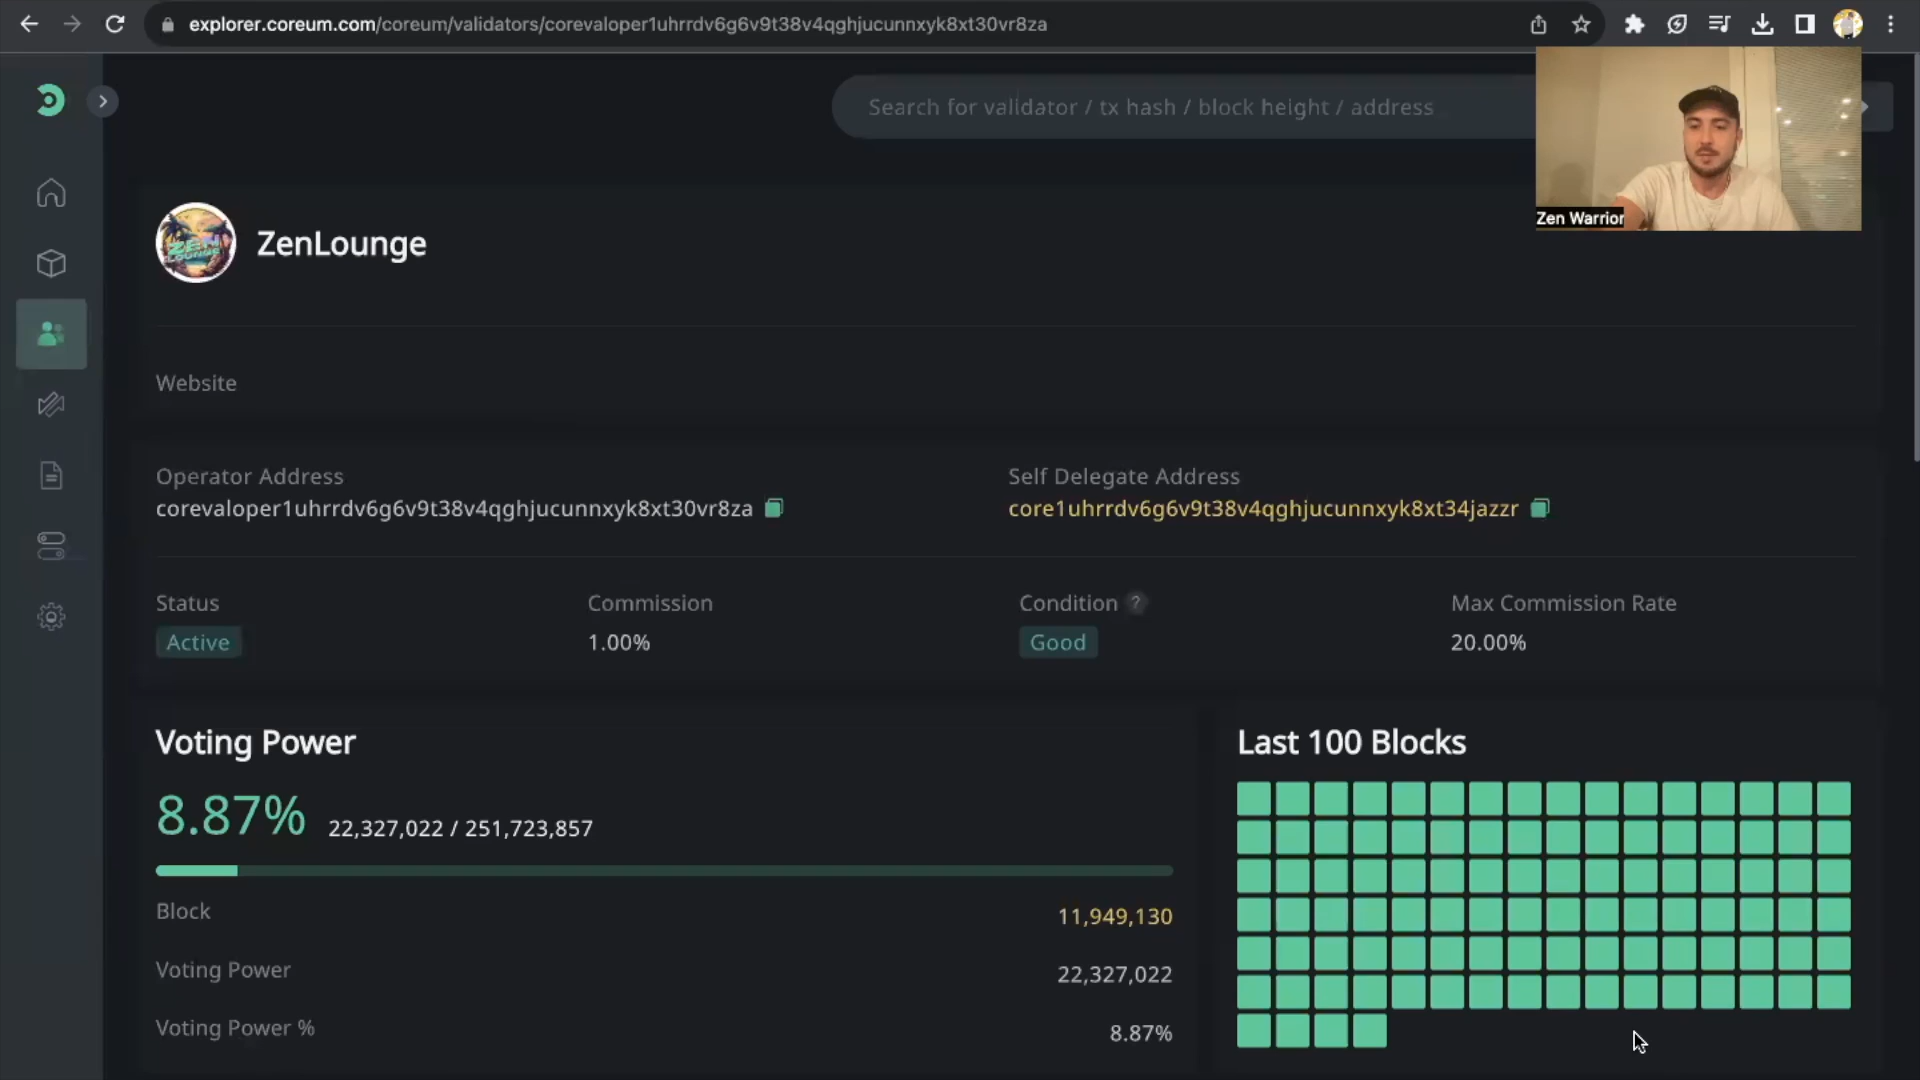 explorer.coreum.com/coreum/validators/corevaloper1uhrrdv6g6v9t38v4qghjucunnxyk8xt30vr8za
Search for validator / tx hash / block height / address
Zen Warrior
ZEN
LOUNGE
ZenLounge
Website
Operator Address
corevaloper1uhrrdv6g6v9t38v4qghjucunnxyk8xt30vr8za
Self Delegate Address
core1uhrrdv6g6v9t38v4qghjucunnxyk8xt34jazzr
Status
Active
Commission
1.00%
Condition ?
Good
Max Commission Rate
20.00%
Voting Power
8.87% 22,327,022 / 251,723,857
Block 11,949,130
Voting Power 22,327,022
Voting Power % 8.87%
Last 100 Blocks